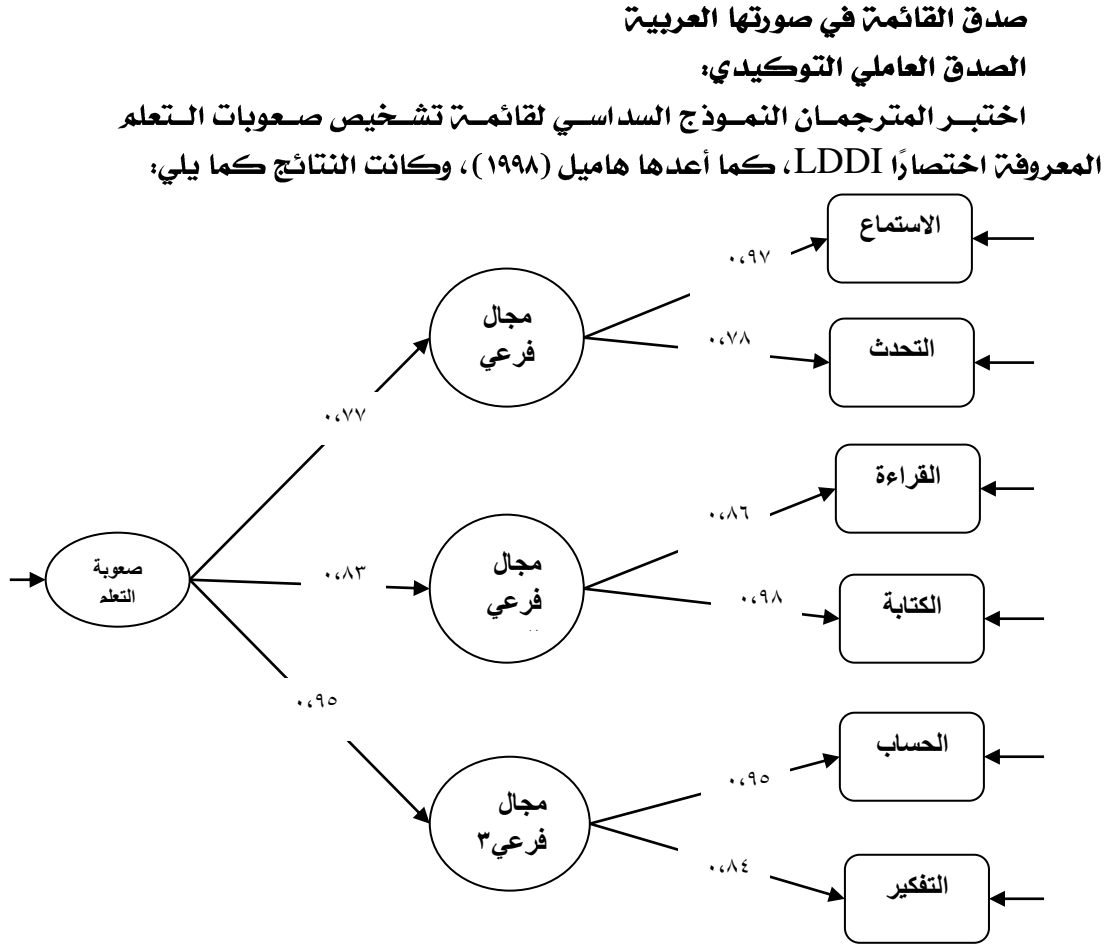 صدق القائمة في صورتها العربية
الصدق العاملي التوكيدي:
اختبر المترجمان النموذج السداسي لقائمة تشخيص صعوبات التعلم
المعروفة اختصارًا LDDI، كما أعدها هاميل (١٩٩٨)، وكانت النتائج كما يلي:
الاستماع
٠،٩٧
مجال
فرعي
٠،٧٨
التحدث
٠،٧٧
القراءة
٠،٨٦
مجال
فرعي
٠،٨٣
صعوبة
التعلم
٠،٩٨
الكتابة
٠،٩٥
الحساب
٠،٩٥
مجال
فرعي٣
٠،٨٤
التفكير